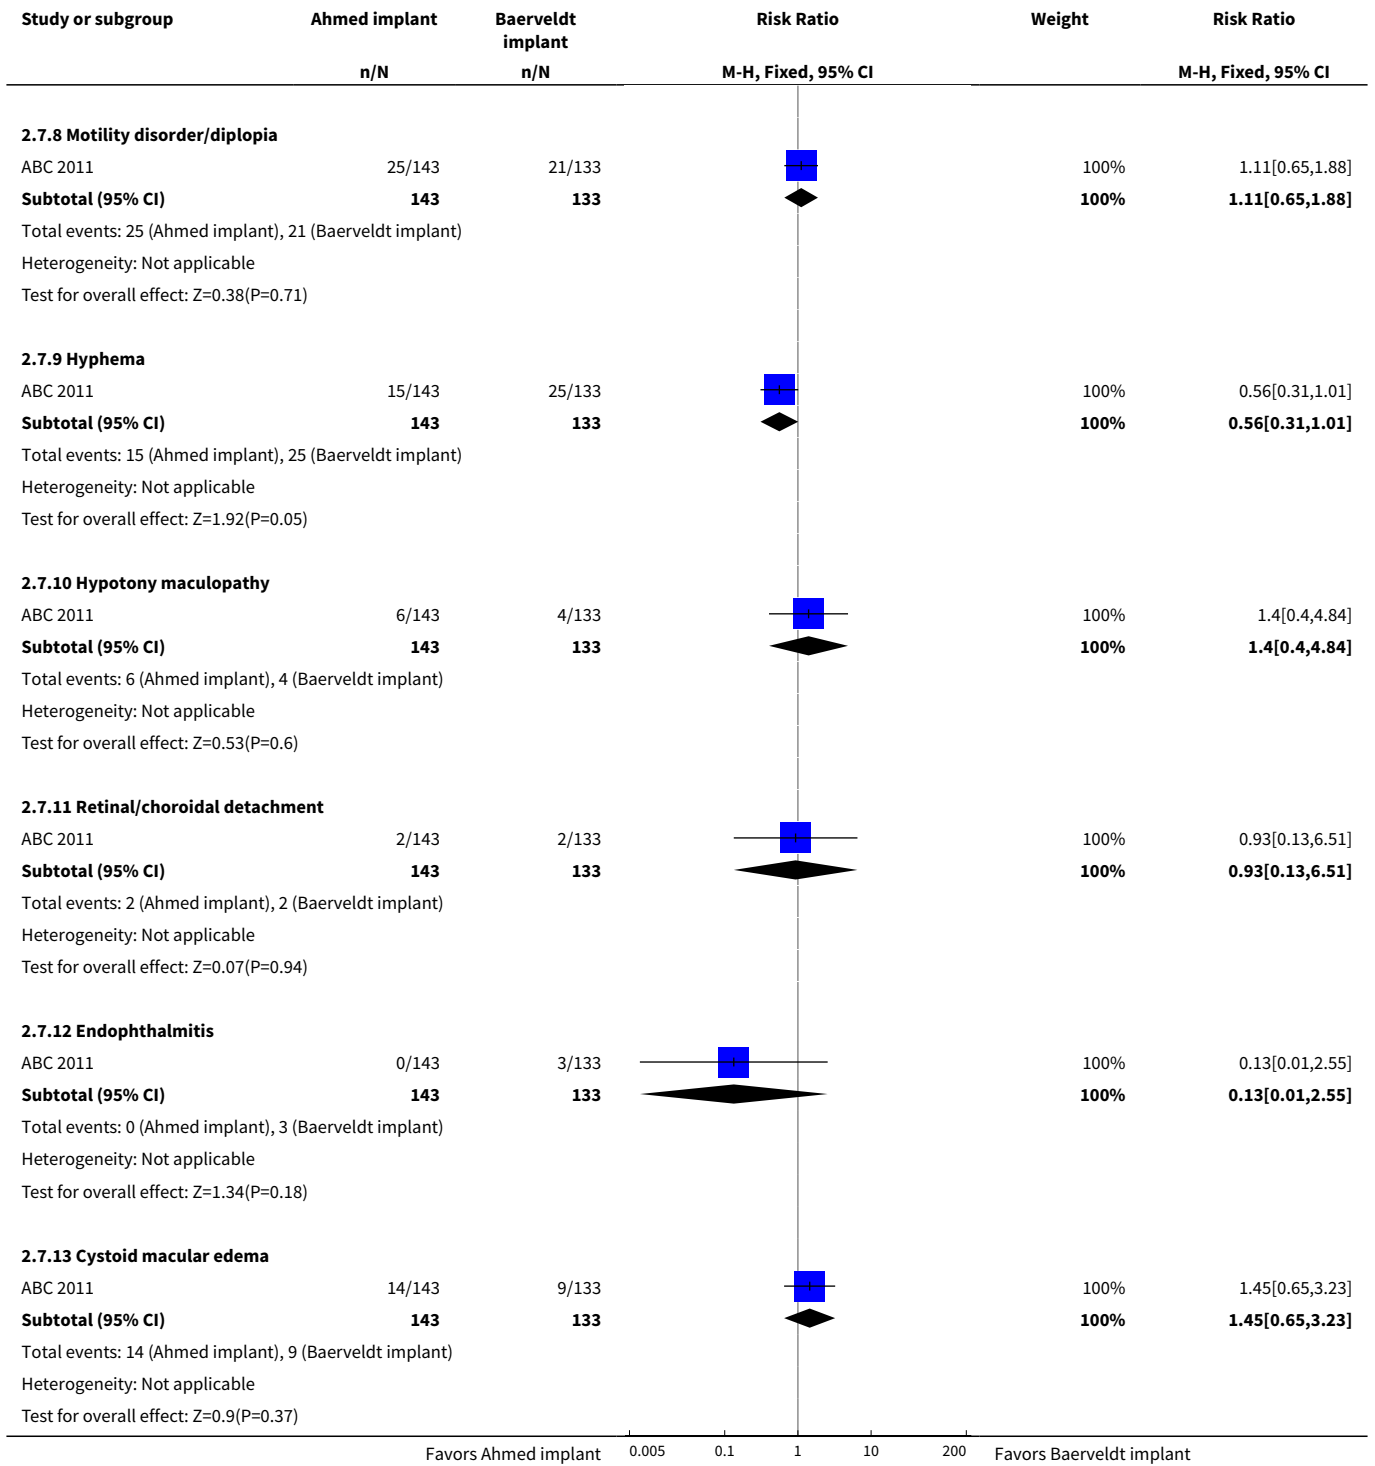 Study or subgroup Ahmed implant Baerveldt implant Risk Ratio Weight Risk Ratio
n/N n/N M-H, Fixed, 95% CI M-H, Fixed, 95% CI
2.7.8 Motility disorder/diplopia
ABC 2011 25/143 21/133 100% 1.11[0.65,1.88]
Subtotal (95% CI) 143 133 100% 1.11[0.65,1.88]
Total events: 25 (Ahmed implant), 21 (Baerveldt implant)
Heterogeneity: Not applicable
Test for overall effect: Z=0.38(P=0.71)
2.7.9 Hyphema
ABC 2011 15/143 25/133 100% 0.56[0.31,1.01]
Subtotal (95% CI) 143 133 100% 0.56[0.31,1.01]
Total events: 15 (Ahmed implant), 25 (Baerveldt implant)
Heterogeneity: Not applicable
Test for overall effect: Z=1.92(P=0.05)
2.7.10 Hypotony maculopathy
ABC 2011 6/143 4/133 100% 1.4[0.4,4.84]
Subtotal (95% CI) 143 133 100% 1.4[0.4,4.84]
Total events: 6 (Ahmed implant), 4 (Baerveldt implant)
Heterogeneity: Not applicable
Test for overall effect: Z=0.53(P=0.6)
2.7.11 Retinal/choroidal detachment
ABC 2011 2/143 2/133 100% 0.93[0.13,6.51]
Subtotal (95% CI) 143 133 100% 0.93[0.13,6.51]
Total events: 2 (Ahmed implant), 2 (Baerveldt implant)
Heterogeneity: Not applicable
Test for overall effect: Z=0.07(P=0.94)
2.7.12 Endophthalmitis
ABC 2011 0/143 3/133 100% 0.13[0.01,2.55]
Subtotal (95% CI) 143 133 100% 0.13[0.01,2.55]
Total events: 0 (Ahmed implant), 3 (Baerveldt implant)
Heterogeneity: Not applicable
Test for overall effect: Z=1.34(P=0.18)
2.7.13 Cystoid macular edema
ABC 2011 14/143 9/133 100% 1.45[0.65,3.23]
Subtotal (95% CI) 143 133 100% 1.45[0.65,3.23]
Total events: 14 (Ahmed implant), 9 (Baerveldt implant)
Heterogeneity: Not applicable
Test for overall effect: Z=0.9(P=0.37)
Favors Ahmed implant 0.005 0.1 1 10 200 Favors Baerveldt implant